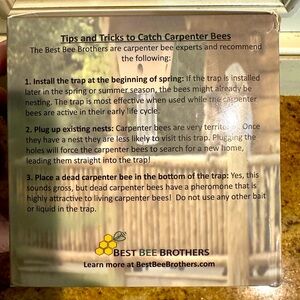 Tips and Tricks to Catch Carpenter Bees
The Best Bee Brothers are carpenter bee experts and recommend
the following:
1. Install the trap at the beginning of spring: If the trap is installed
later in the spring or summer season, the bees might already be
nesting. The trap is most effective when used while the carpenter
bees are active in their early life cycle.
2. Plug up existing nests: Carpenter bees are very territorial. Once
they have a nest they are less likely to visit this trap. Plugging the
holes will force the carpenter bees to search for a new home,
leading them straight into the trap!
3. Place a dead carpenter bee in the bottom of the trap: Yes, this
sounds gross, but dead carpenter bees have a pheromone that is
highly attractive to living carpenter bees! Do not use any other bait
or liquid in the trap.
BEST BEE BROTHERS
Learn more at BestBeeBrothers.com